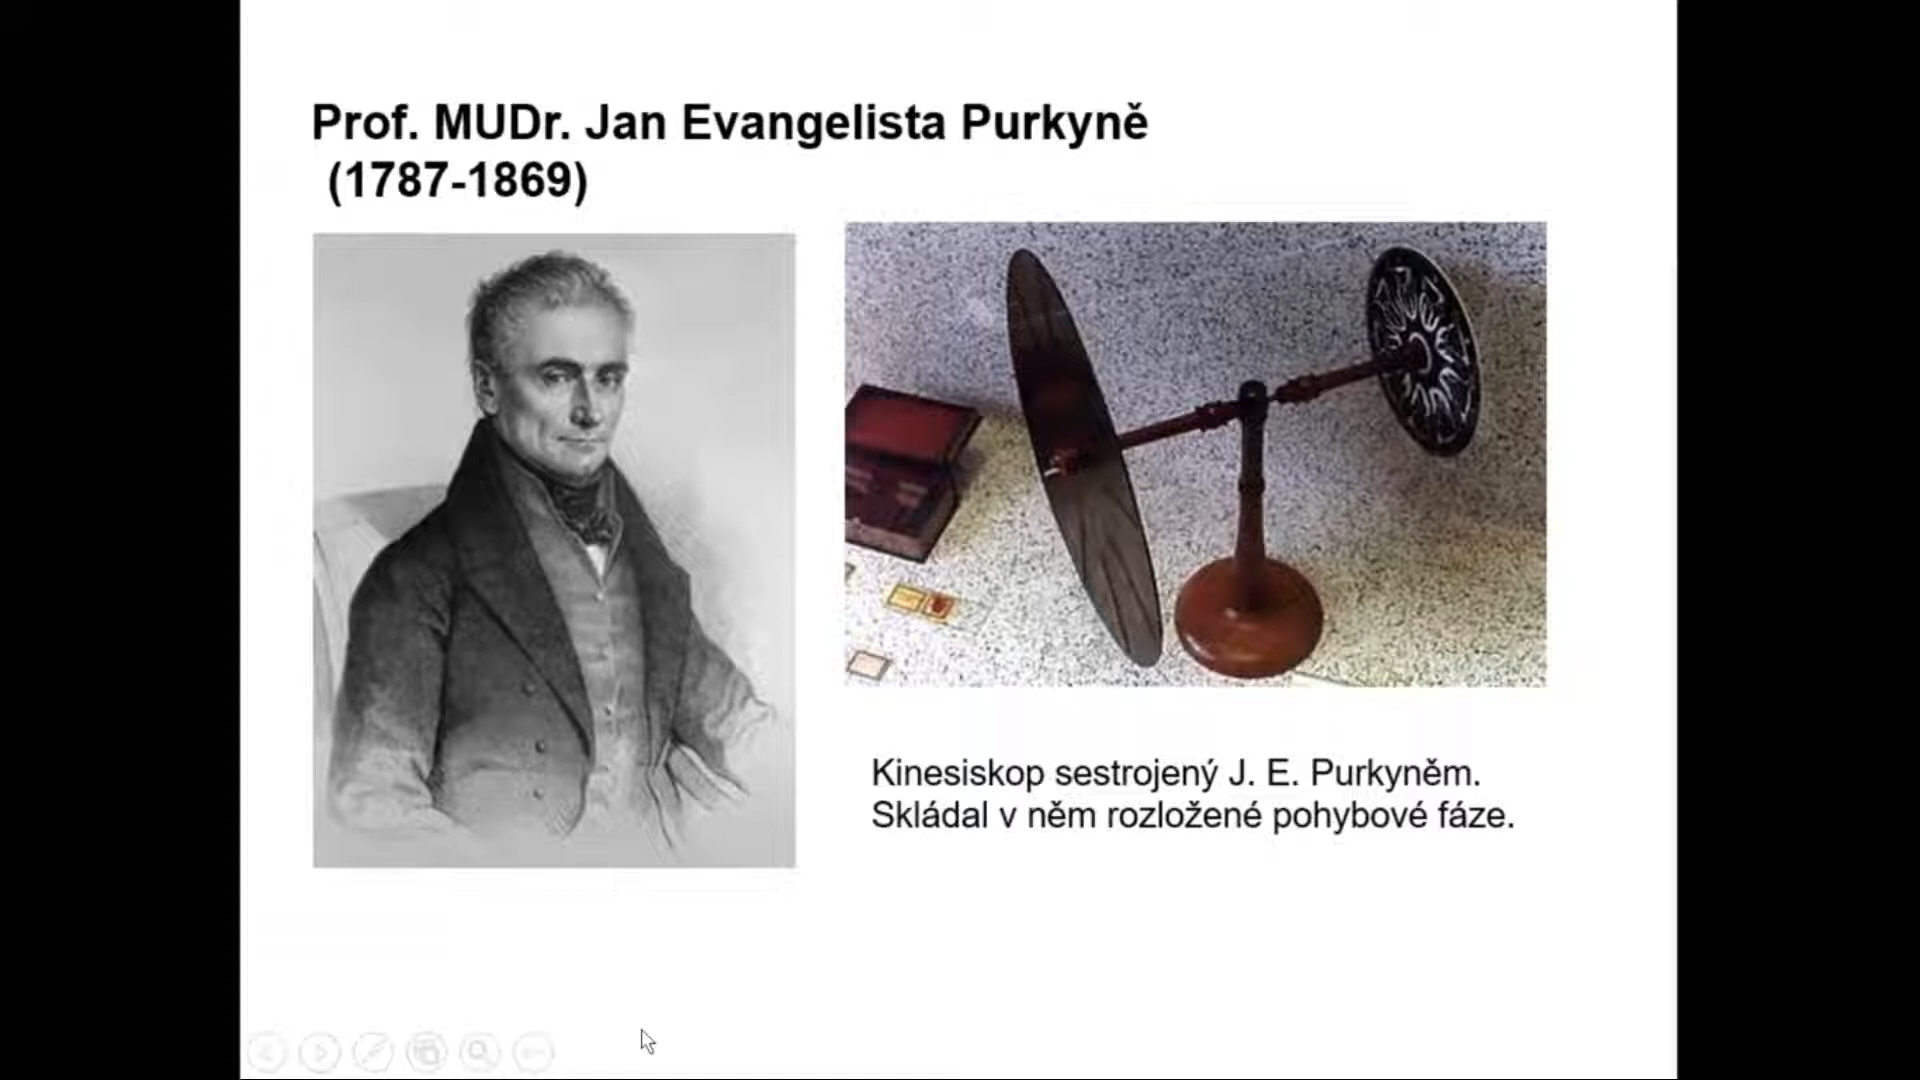 Prof. MUDr. Jan Evangelista Purkyně
(1787-1869)
Kinesiskop sestrojený J. E. Purkyněm.
Skládal v něm rozložené pohybové fáze.